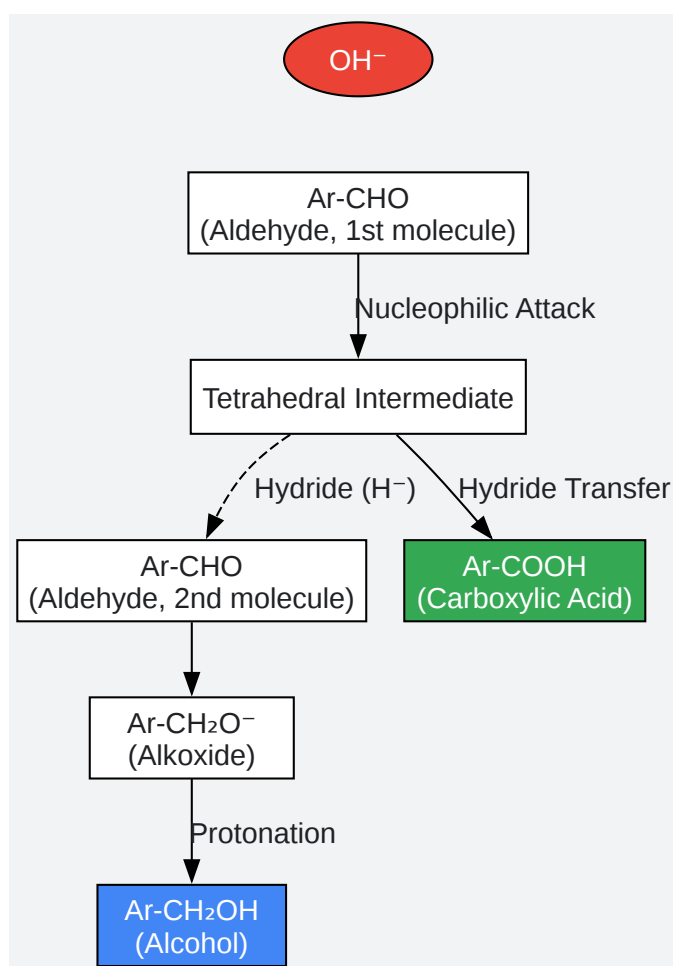 OH⁻
Ar-CHO
(Aldehyde, 1st molecule)
Nucleophilic Attack
Tetrahedral Intermediate
Hydride (H⁻)
Hydride Transfer
Ar-CHO
(Aldehyde, 2nd molecule)
Ar-COOH
(Carboxylic Acid)
Ar-CH₂O⁻
(Alkoxide)
Protonation
Ar-CH₂OH
(Alcohol)